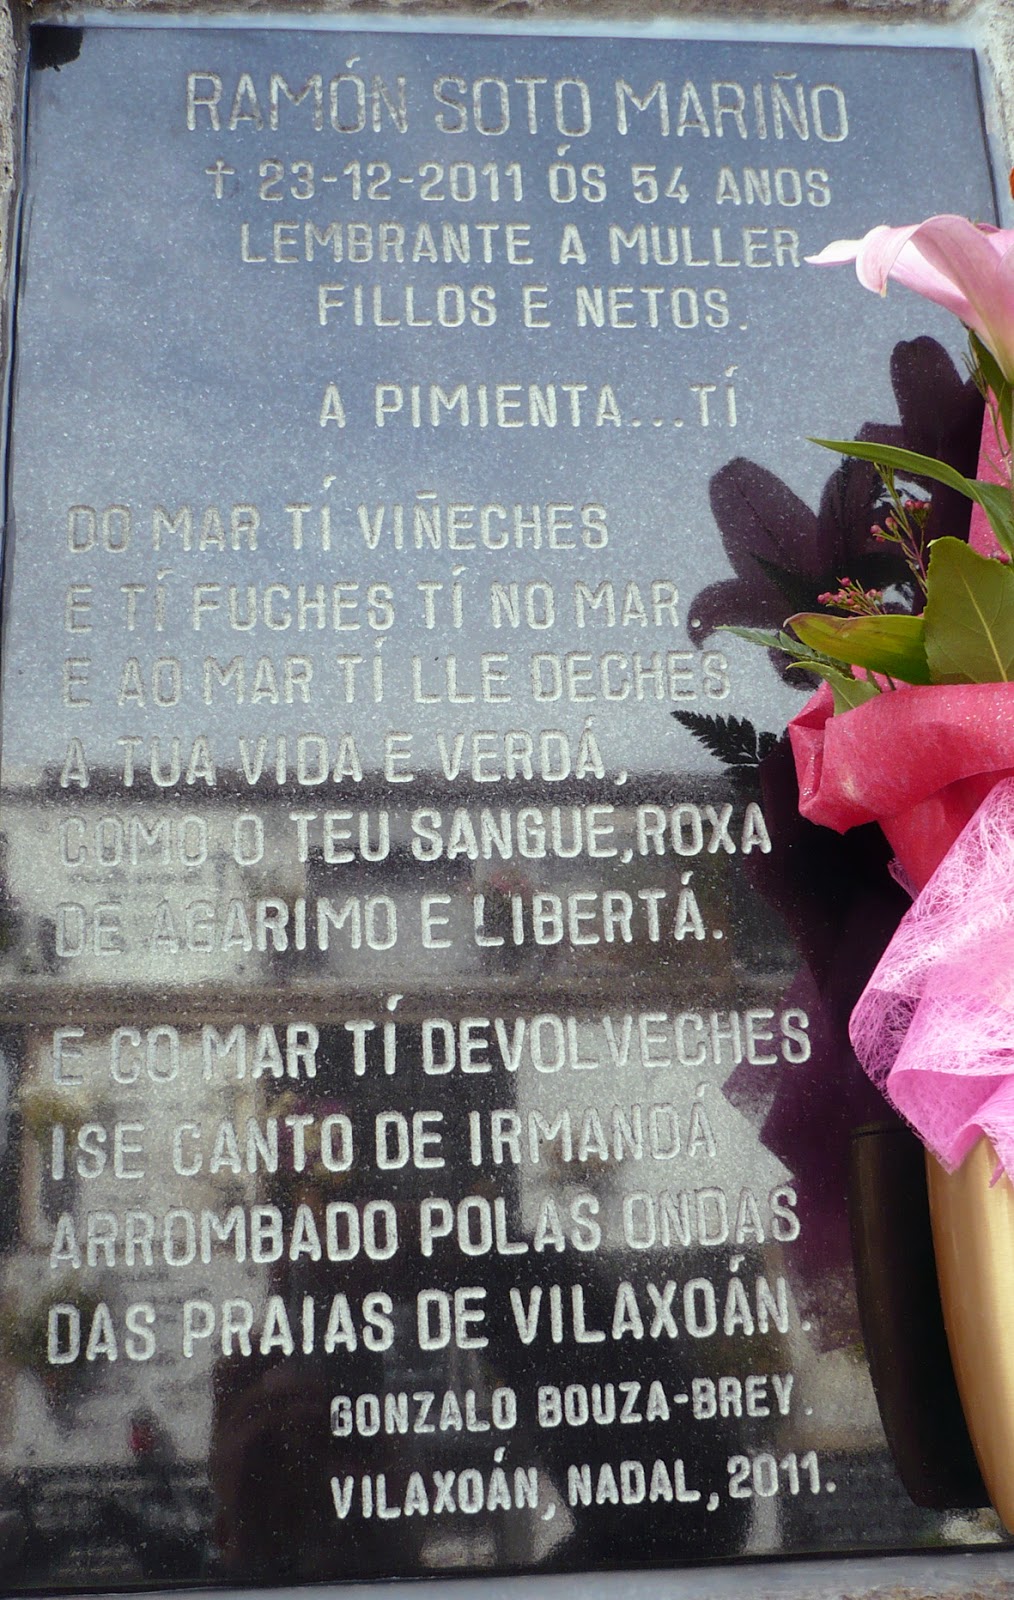 RAMÓN SOTO MARIÑO
† 23-12-2011 ÓS 54 ANOS
LEMBRANTE A MULLER
FILLOS E NETOS.
A PIMIENTA...TÍ
DO MAR TÍ VIÑECHES
E TÍ FUCHES TÍ NO MAR.
E AO MAR TÍ LLE DECHES
A TUA VIDA E VERDÁ,
COMO O TEU SANGUE,ROXA
DE AGARIMO E LIBERTÁ.
E CO MAR TÍ DEVOLVECHES
ISE CANTO DE IRMANDÁ
ARROMBADO POLAS ONDAS
DAS PRAIAS DE VILAXOÁN.
GONZALO BOUZA-BREY.
VILAXOÁN, NADAL, 2011.